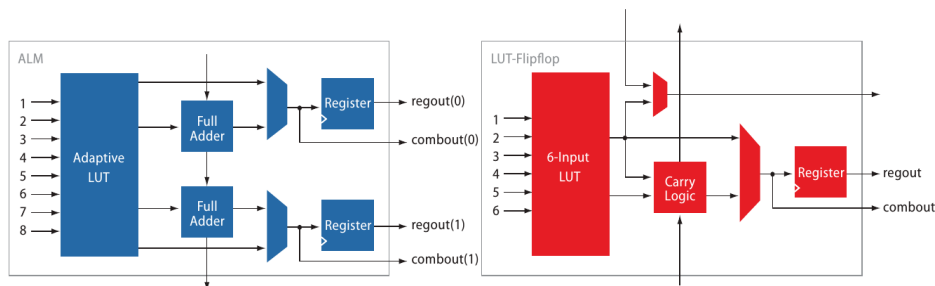 ALM
1
2
3
4
5
6
7
8
Adaptive
LUT
Full
Adder
Full
Adder
Register
Register
regout(0)
combout(0)
regout(1)
combout(1)
LUT-Flipflop
1
2
3
4
5
6
6-Input
LUT
Carry
Logic
Register
regout
combout